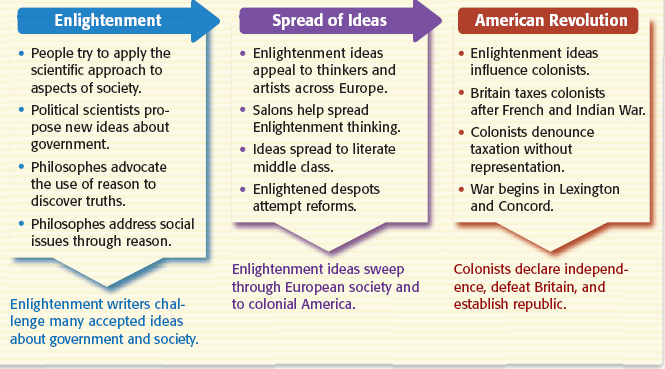 Enlightenment
• People try to apply the
scientific approach to
aspects of society.
• Political scientists pro-
pose new ideas about
government.
• Philosophes advocate
the use of reason to
discover truths.
• Philosophes address social
issues through reason.
Enlightenment writers chal-
lenge many accepted ideas
about government and society.
Spread of Ideas
• Enlightenment ideas
appeal to thinkers and
artists across Europe.
• Salons help spread
Enlightenment thinking.
• Ideas spread to literate
middle class.
• Enlightened despots
attempt reforms.
Enlightenment ideas sweep
through European society and
to colonial America.
American Revolution
• Enlightenment ideas
influence colonists.
• Britain taxes colonists
after French and Indian War.
• Colonists denounce
taxation without
representation.
• War begins in Lexington
and Concord.
Colonists declare independ-
ence, defeat Britain, and
establish republic.